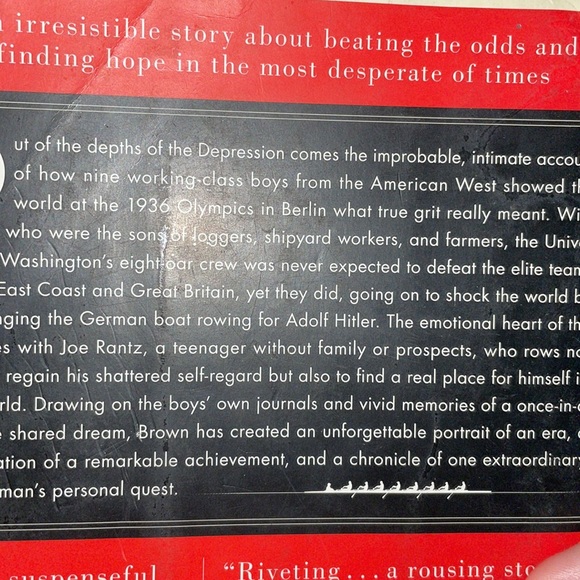 irresistible story about beating the odds and
finding hope in the most desperate of times
ut of the depths of the Depression comes the improbable, intimate accou
of how nine working-class boys from the American West showed th
world at the 1936 Olympics in Berlin what true grit really meant. Wi
who were the sons of loggers, shipyard workers, and farmers, the Unive
Washington's eight-oar crew was never expected to defeat the elite team
East Coast and Great Britain, yet they did, going on to shock the world b
nging the German boat rowing for Adolf Hitler. The emotional heart of th
es with Joe Rantz, a teenager without family or prospects, who rows no
regain his shattered self-regard but also to find a real place for himself i
rld. Drawing on the boys' own journals and vivid memories of a once-in-a
shared dream, Brown has created an unforgettable portrait of an era, a
ation of a remarkable achievement, and a chronicle of one extraordinary
man's personal quest.
suspenseful
"Riveting . . . a rousing sto